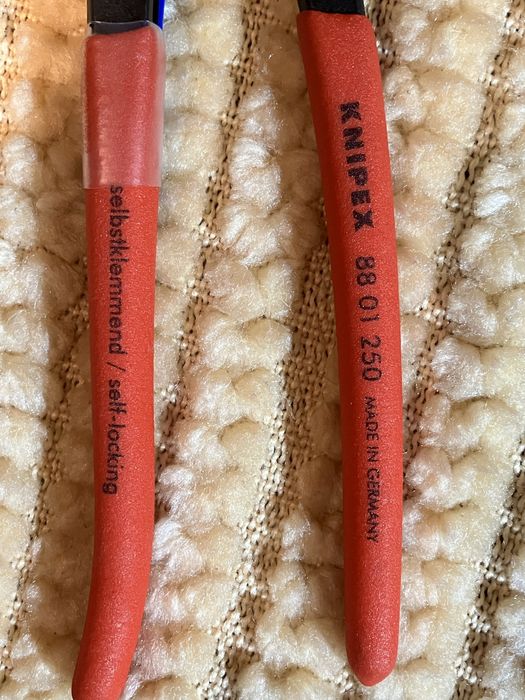 selbstklemmend / self-locking
KNIPEX 88 01 250 MADE IN GERMANY